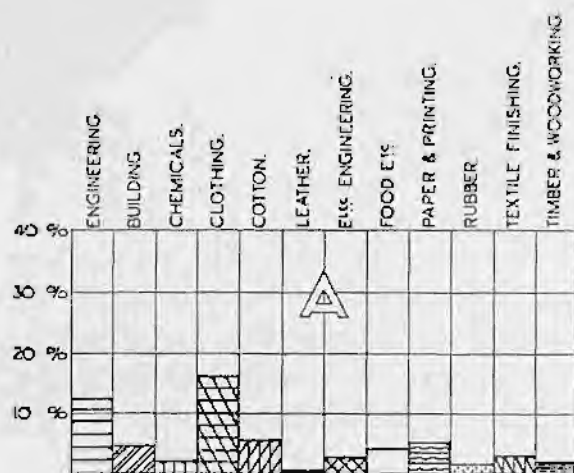 ENGINEERING.
BUILDING.
CHEMICALS.
CLOTHING.
COTTON.
LEATHER.
Elec ENGINEERING.
FOOD ETC
PAPER & PRINTING.
RUBBER.
TEXTILE FINISHING.
TIMBER & WOODWORKING.
40 %
30 %
20 %
10 %
A